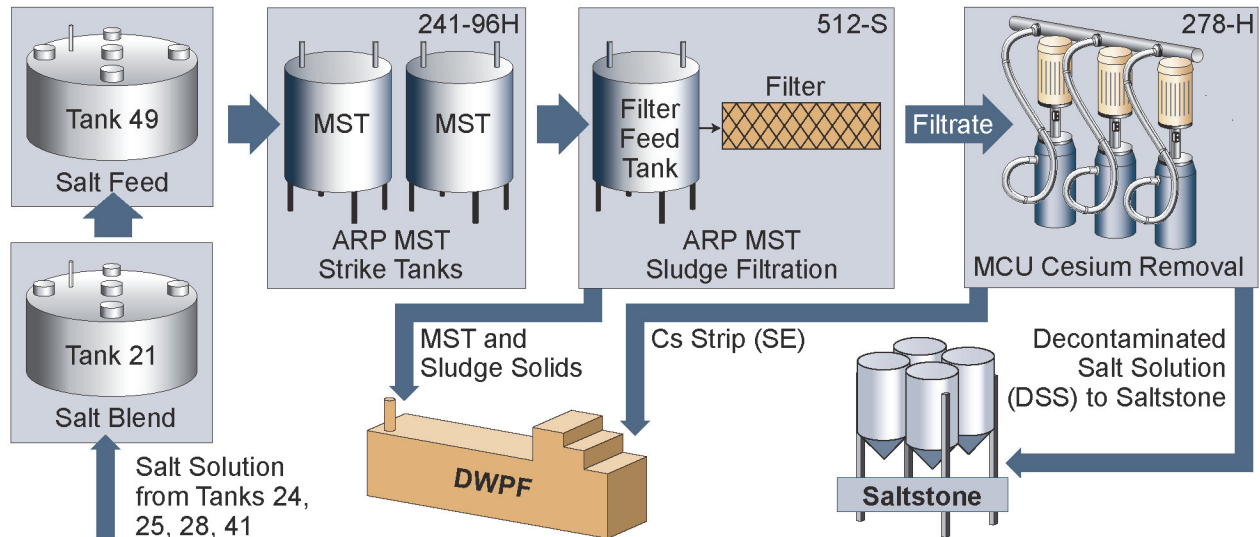 241-96H
512-S
278-H
Tank 49
Salt Feed
MST
MST
ARP MST
Strike Tanks
Filter
Feed
Tank
Filter
ARP MST
Sludge Filtration
Filtrate
MCU Cesium Removal
Tank 21
Salt Blend
Salt Solution
from Tanks 24,
25, 28, 41
MST and
Sludge Solids
Cs Strip (SE)
DWPF
Decontaminated
Salt Solution
(DSS) to Saltstone
Saltstone